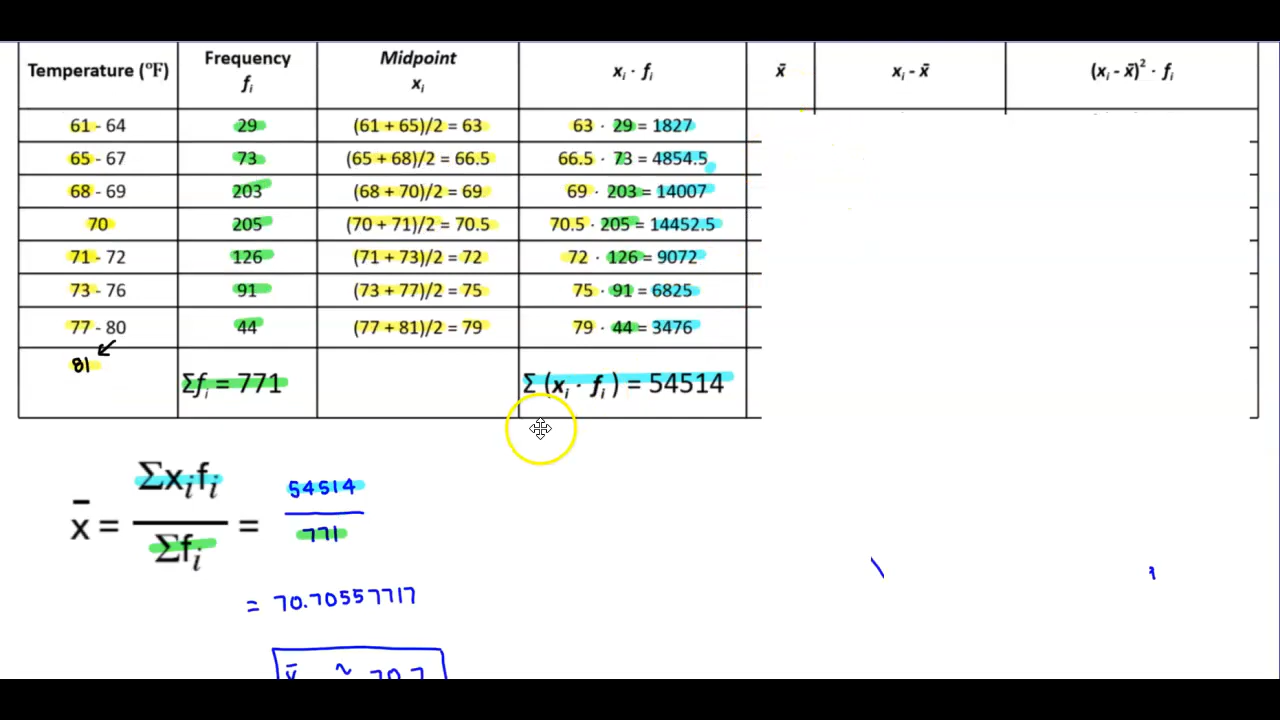 Temperature (°F) Frequency fᵢ Midpoint xᵢ xᵢ · fᵢ x̄ xᵢ - x̄ (xᵢ - x̄)² · fᵢ
61 - 64 29 (61 + 65)/2 = 63 63 · 29 = 1827
65 - 67 73 (65 + 68)/2 = 66.5 66.5 · 73 = 4854.5
68 - 69 203 (68 + 70)/2 = 69 69 · 203 = 14007
70 205 (70 + 71)/2 = 70.5 70.5 · 205 = 14452.5
71 - 72 126 (71 + 73)/2 = 72 72 · 126 = 9072
73 - 76 91 (73 + 77)/2 = 75 75 · 91 = 6825
77 - 80 44 (77 + 81)/2 = 79 79 · 44 = 3476
81
Σfᵢ = 771 Σ (xᵢ · fᵢ ) = 54514
x̄ = Σxᵢfᵢ / Σfᵢ = 54514 / 771
= 70.70557717
x̄ ~ 70.7